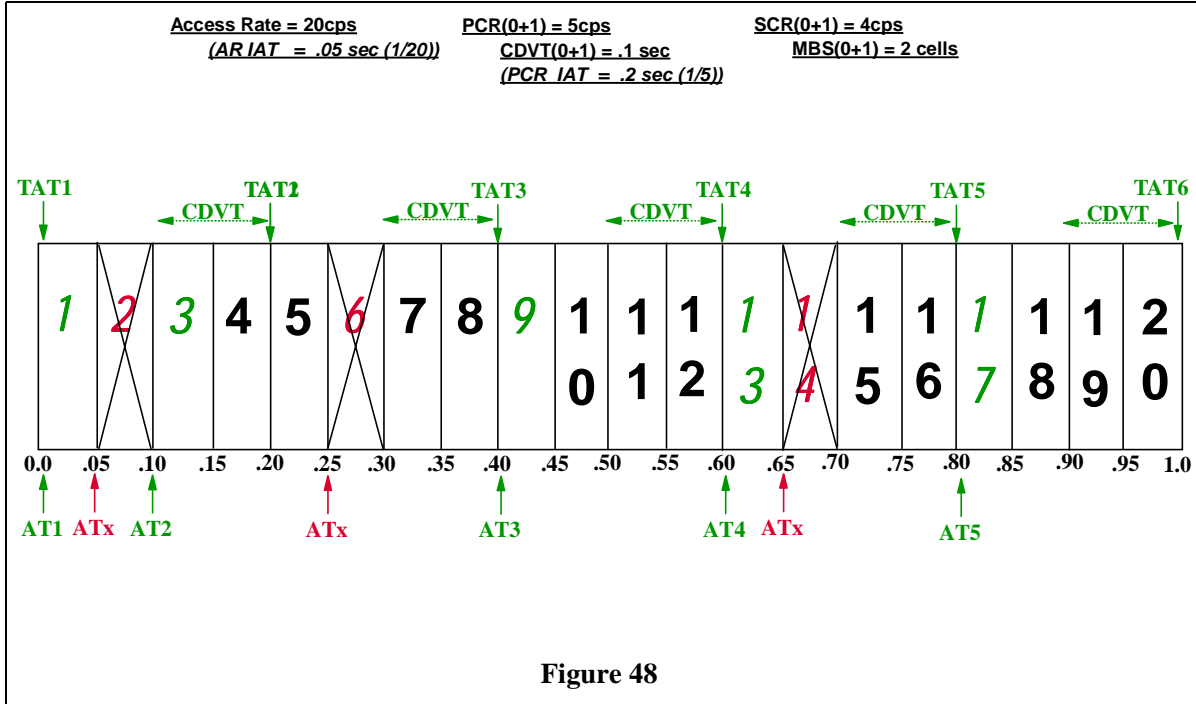 Access Rate = 20cps PCR(0+1) = 5cps SCR(0+1) = 4cps
(AR IAT = .05 sec (1/20)) CDVT(0+1) = .1 sec MBS(0+1) = 2 cells
(PCR IAT = .2 sec (1/5))
TAT1 TAT2 TAT3 TAT4 TAT5 TAT6
CDVT CDVT CDVT CDVT CDVT
1 2 3 4 5 6 7 8 9 10 11 12 13 14 15 16 17 18 19 20
0.0 .05 .10 .15 .20 .25 .30 .35 .40 .45 .50 .55 .60 .65 .70 .75 .80 .85 .90 .95 1.0
AT1 ATx AT2 ATx AT3 AT4 ATx AT5
Figure 48